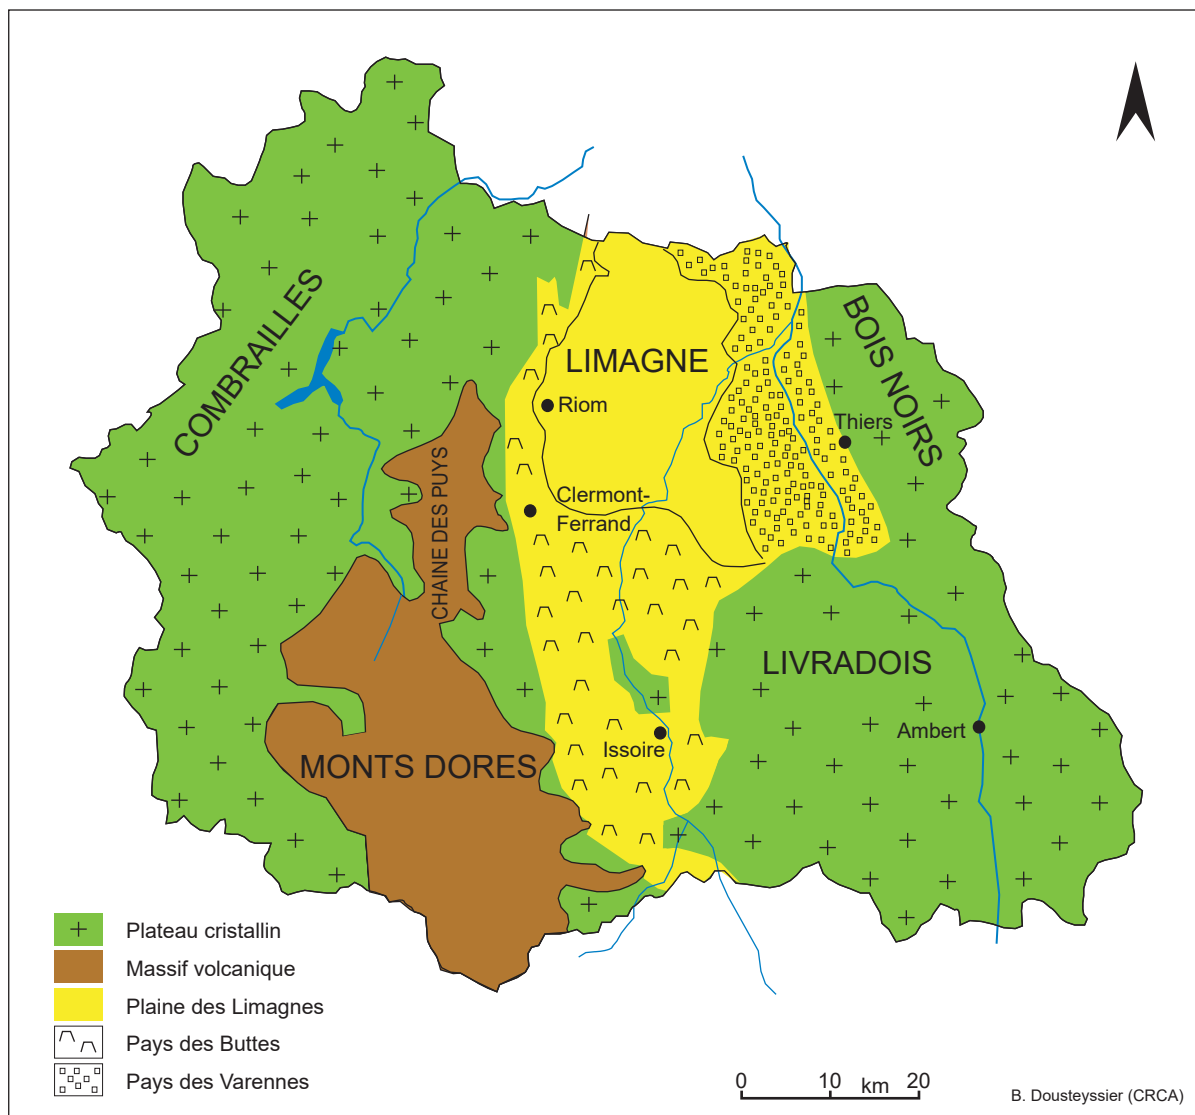 COMBRAILLES
LIMAGNE
BOIS NOIRS
Riom
Thiers
CHAINE DES PUYS
Clermont-
Ferrand
LIVRADOIS
Ambert
Issoire
MONTS DORES
Plateau cristallin
Massif volcanique
Plaine des Limagnes
Pays des Buttes
Pays des Varennes
0 10 km 20
B. Dousteyssier (CRCA)